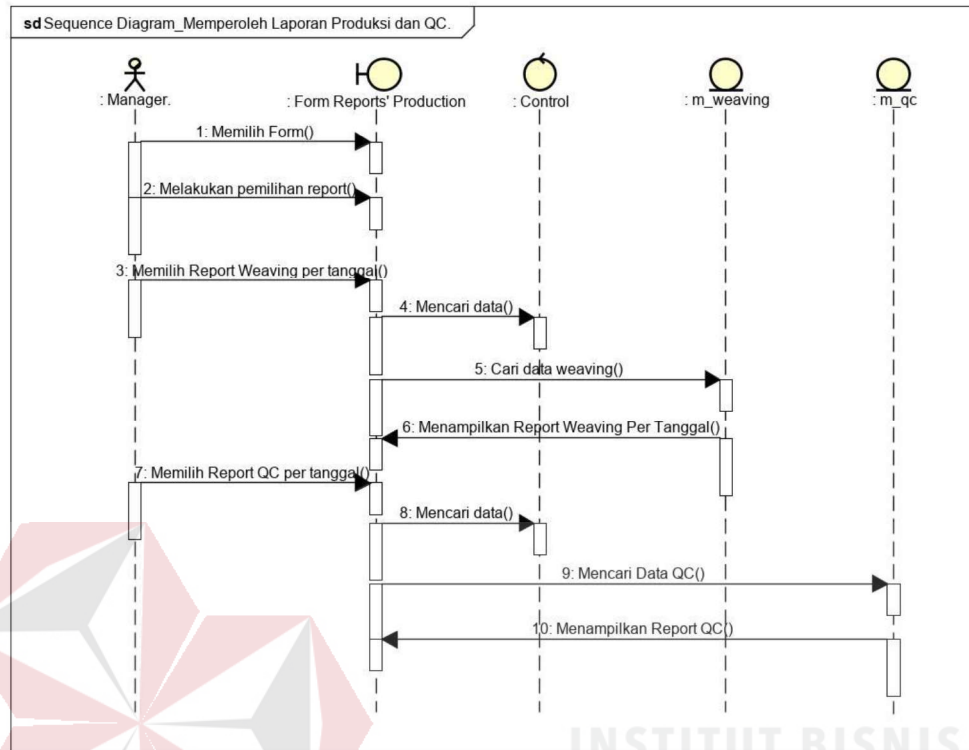 sd Sequence Diagram_Memperoleh Laporan Produksi dan QC.
: Manager.
: Form Reports' Production
: Control
: m_weaving
: m_qc
1: Memilih Form()
2: Melakukan pemilihan report()
3: Memilih Report Weaving per tanggal()
4: Mencari data()
5: Cari data weaving()
6: Menampilkan Report Weaving Per Tanggal()
7: Memilih Report QC per tanggal()
8: Mencari data()
9: Mencari Data QC()
10: Menampilkan Report QC()
INSTITUT BISNIS